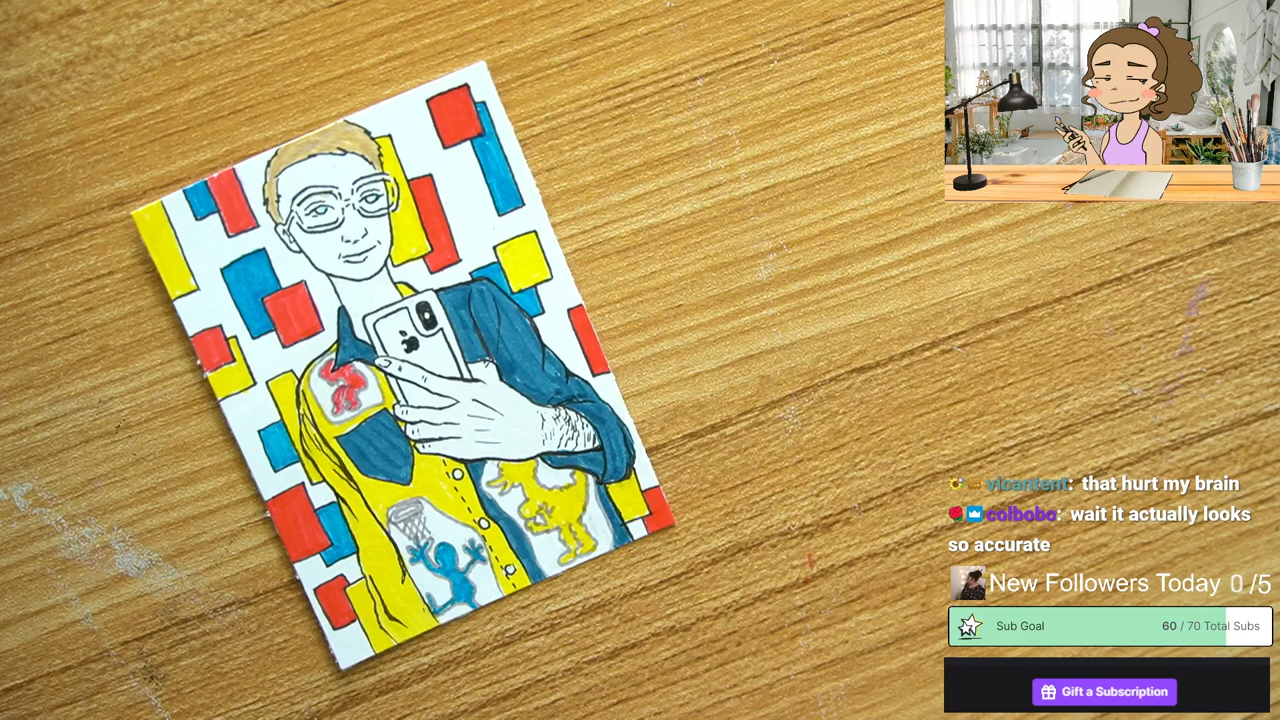 vicantent: that hurt my brain
colbobo: wait it actually looks
so accurate
New Followers Today 0 /5
Sub Goal 60 / 70 Total Subs
Gift a Subscription